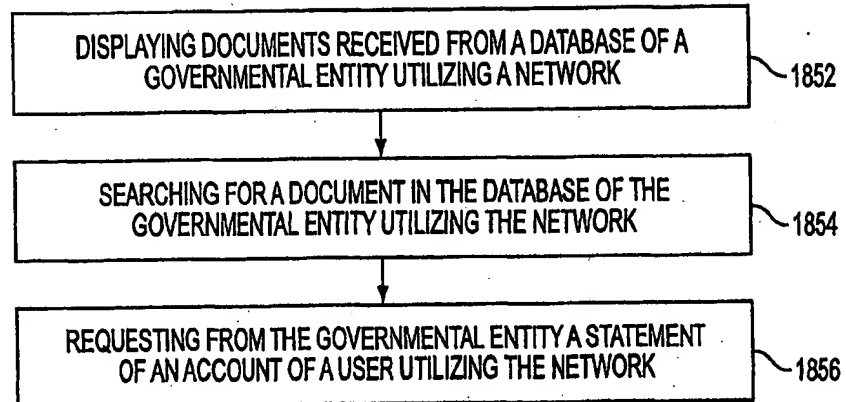 DISPLAYING DOCUMENTS RECEIVED FROM A DATABASE OF A
GOVERNMENTAL ENTITY UTILIZING A NETWORK
1852
SEARCHING FOR A DOCUMENT IN THE DATABASE OF THE
GOVERNMENTAL ENTITY UTILIZING THE NETWORK
1854
REQUESTING FROM THE GOVERNMENTAL ENTITY A STATEMENT
OF AN ACCOUNT OF A USER UTILIZING THE NETWORK
1856